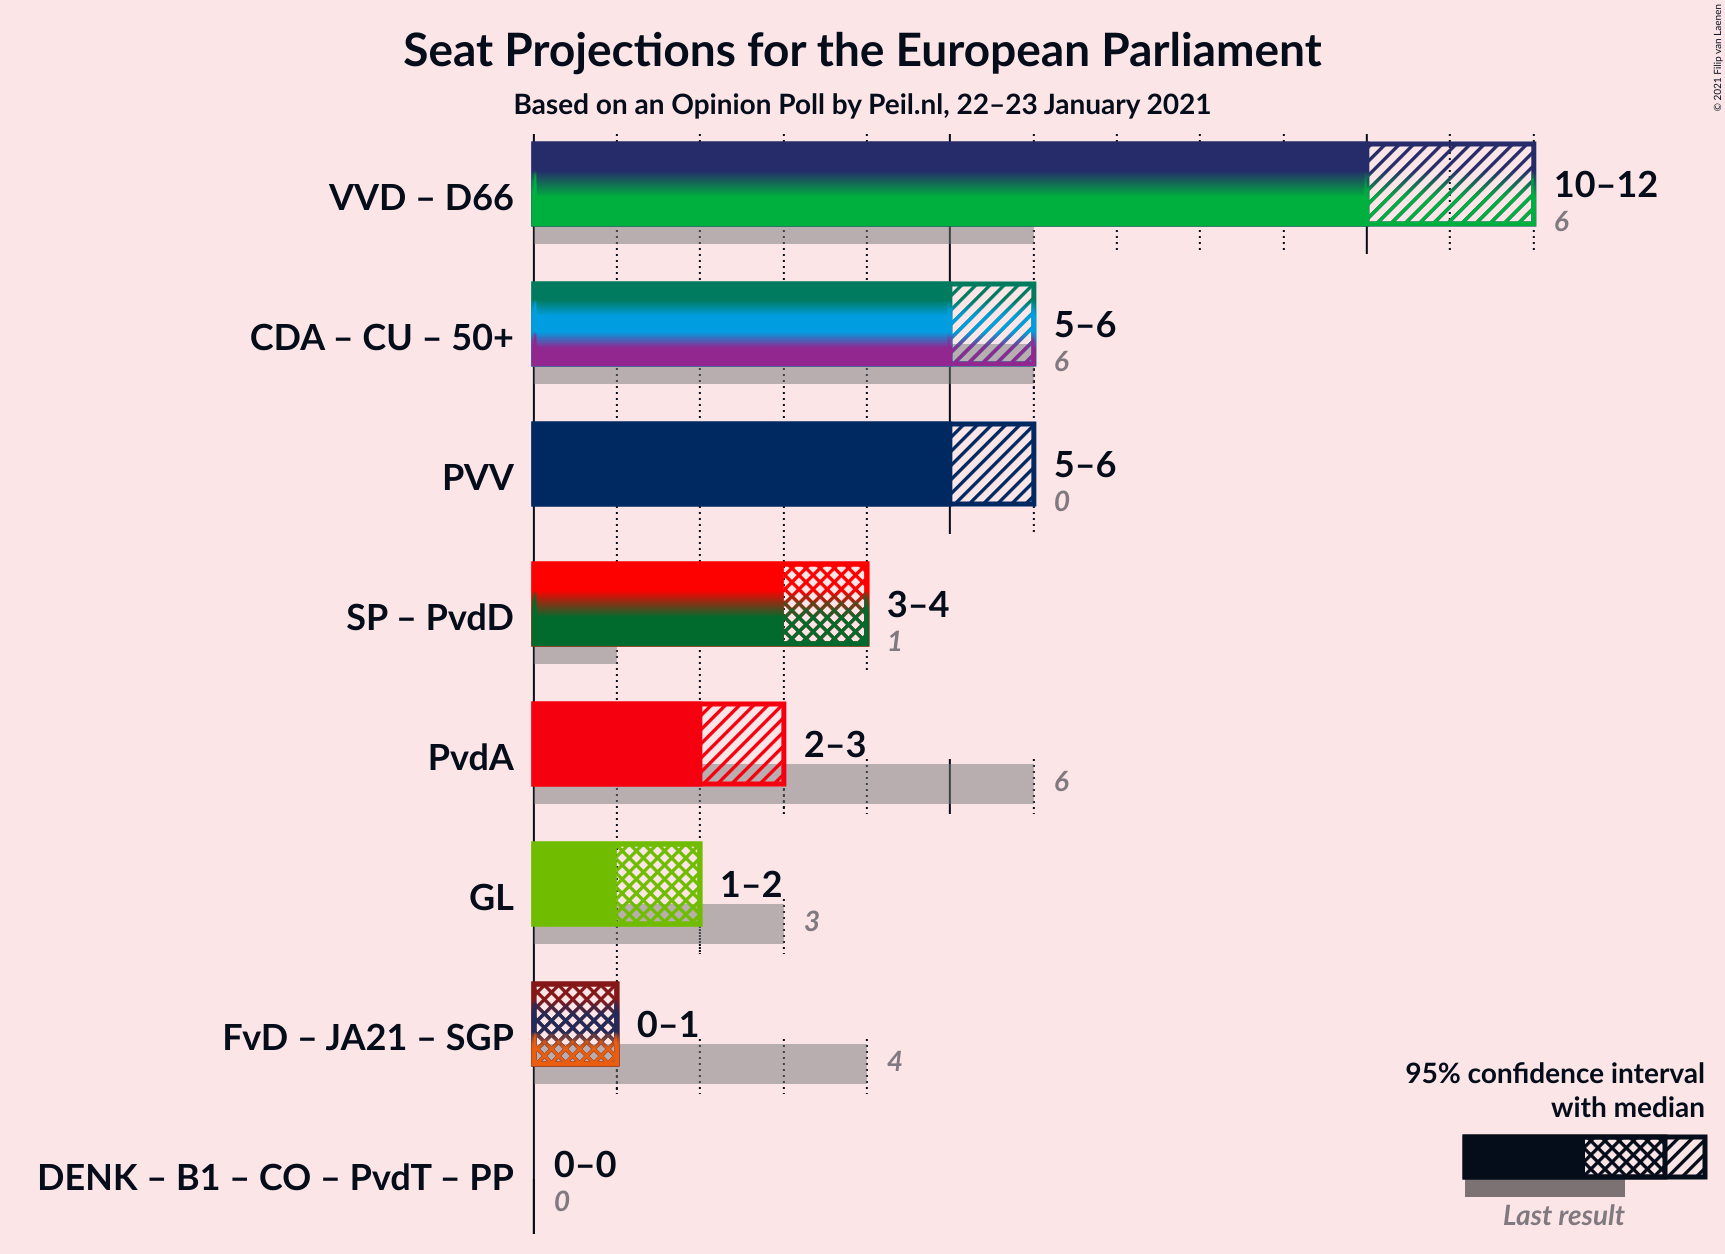 Seat Projections for the European Parliament
Based on an Opinion Poll by Peil.nl, 22–23 January 2021
© 2021 Filip van Laenen
VVD – D66
10–12
6
CDA – CU – 50+
5–6
6
PVV
5–6
0
SP – PvdD
3–4
1
PvdA
2–3
6
GL
1–2
3
FvD – JA21 – SGP
0–1
4
DENK – B1 – CO – PvdT – PP
0–0
0
95% confidence interval
with median
Last result